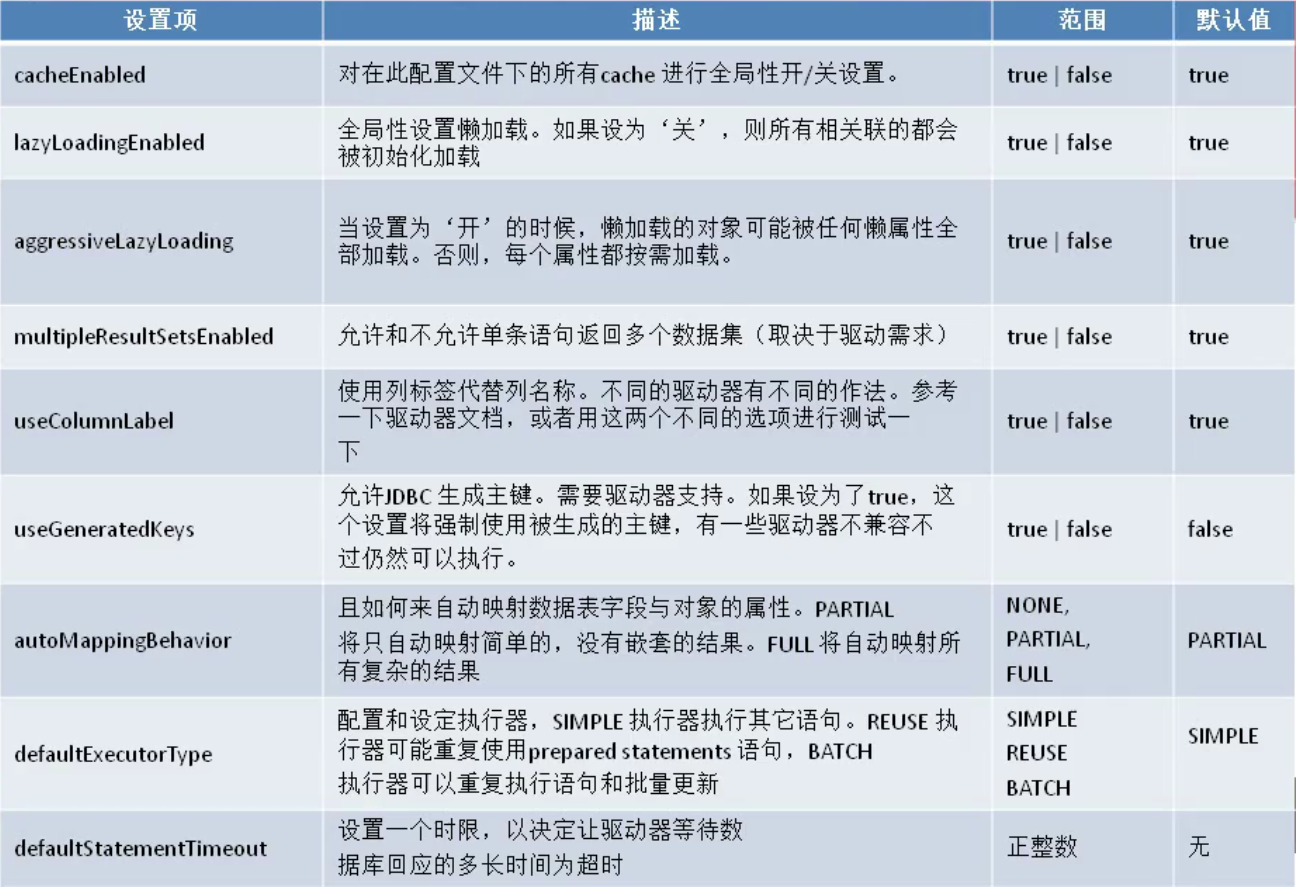 设置项 描述 范围 默认值
cacheEnabled 对在此配置文件下的所有cache 进行全局性开/关设置。 true | false true
lazyLoadingEnabled 全局性设置懒加载。如果设为‘关’，则所有相关联的都会
被初始化加载 true | false true
aggressiveLazyLoading 当设置为‘开’的时候，懒加载的对象可能被任何懒属性全
部加载。否则，每个属性都按需加载。 true | false true
multipleResultSetsEnabled 允许和不允许单条语句返回多个数据集（取决于驱动需求） true | false true
useColumnLabel 使用列标签代替列名称。不同的驱动器有不同的作法。参考
一下驱动器文档，或者用这两个不同的选项进行测试一
下 true | false true
useGeneratedKeys 允许JDBC 生成主键。需要驱动器支持。如果设为了true，这
个设置将强制使用被生成的主键，有一些驱动器不兼容不
过仍然可以执行。 true | false false
autoMappingBehavior 且如何来自动映射数据表字段与对象的属性。PARTIAL
将只自动映射简单的，没有嵌套的结果。FULL 将自动映射所
有复杂的结果 NONE,
PARTIAL,
FULL PARTIAL
defaultExecutorType 配置和设定执行器，SIMPLE 执行器执行其它语句。REUSE 执
行器可能重复使用prepared statements 语句，BATCH
执行器可以重复执行语句和批量更新 SIMPLE
REUSE
BATCH SIMPLE
defaultStatementTimeout 设置一个时限，以决定让驱动器等待数
据库回应的多长时间为超时 正整数 无